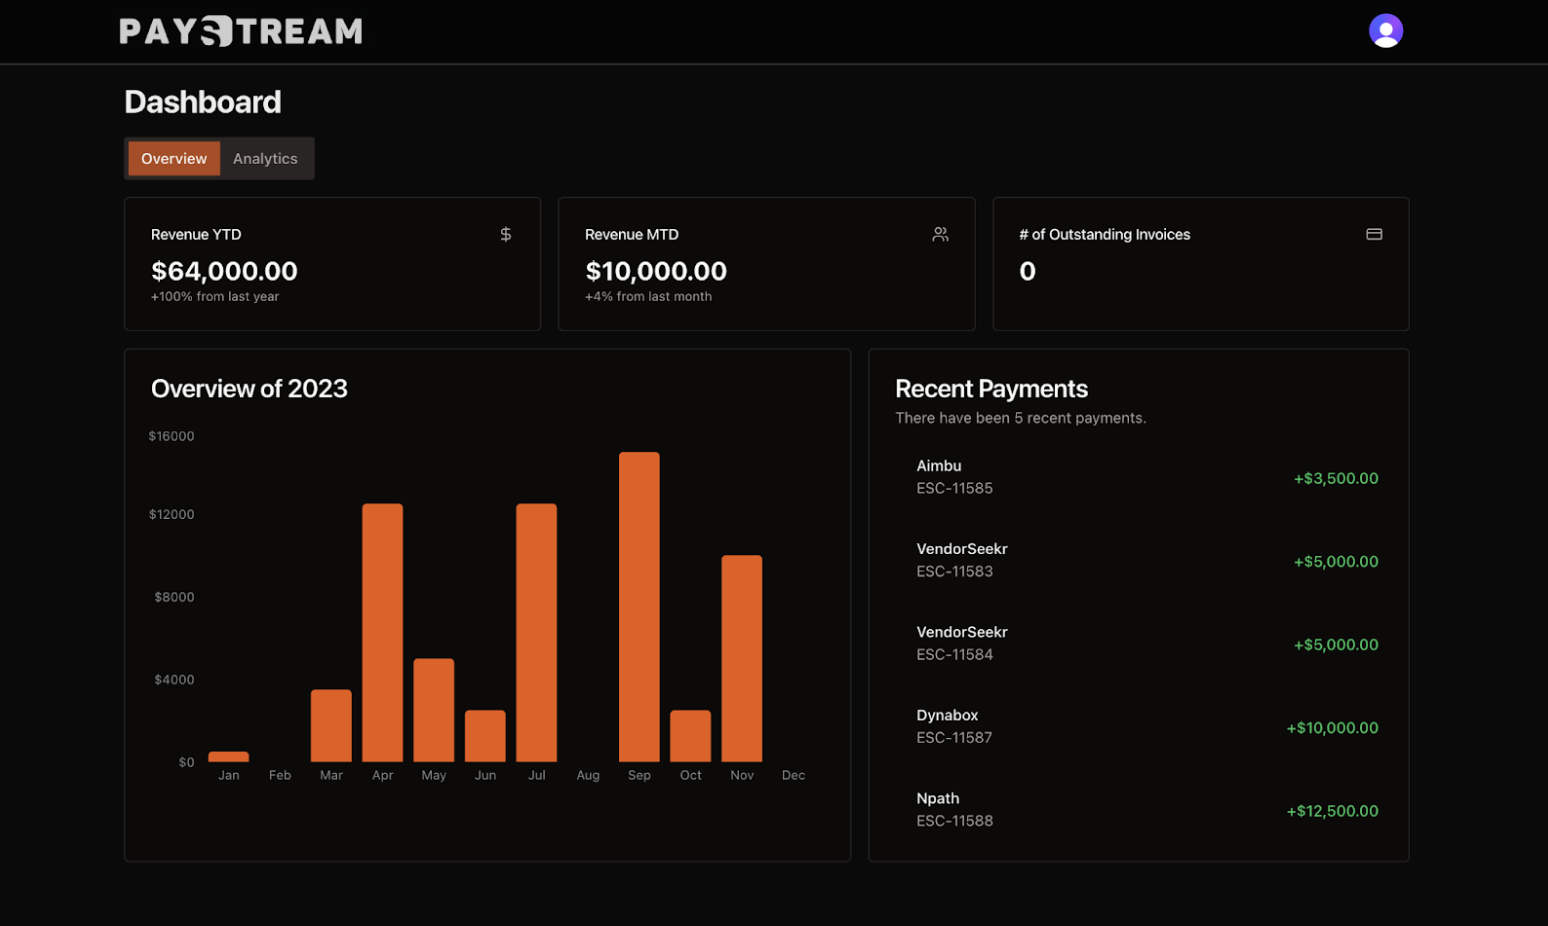 PAYSTREAM
Dashboard
Overview Analytics
Revenue YTD
$64,000.00
+100% from last year
Revenue MTD
$10,000.00
+4% from last month
# of Outstanding Invoices
0
Overview of 2023
$16000
$12000
$8000
$4000
$0
Jan Feb Mar Apr May Jun Jul Aug Sep Oct Nov Dec
Recent Payments
There have been 5 recent payments.
Aimbu
ESC-11585
+$3,500.00
VendorSeekr
ESC-11583
+$5,000.00
VendorSeekr
ESC-11584
+$5,000.00
Dynabox
ESC-11587
+$10,000.00
Npath
ESC-11588
+$12,500.00